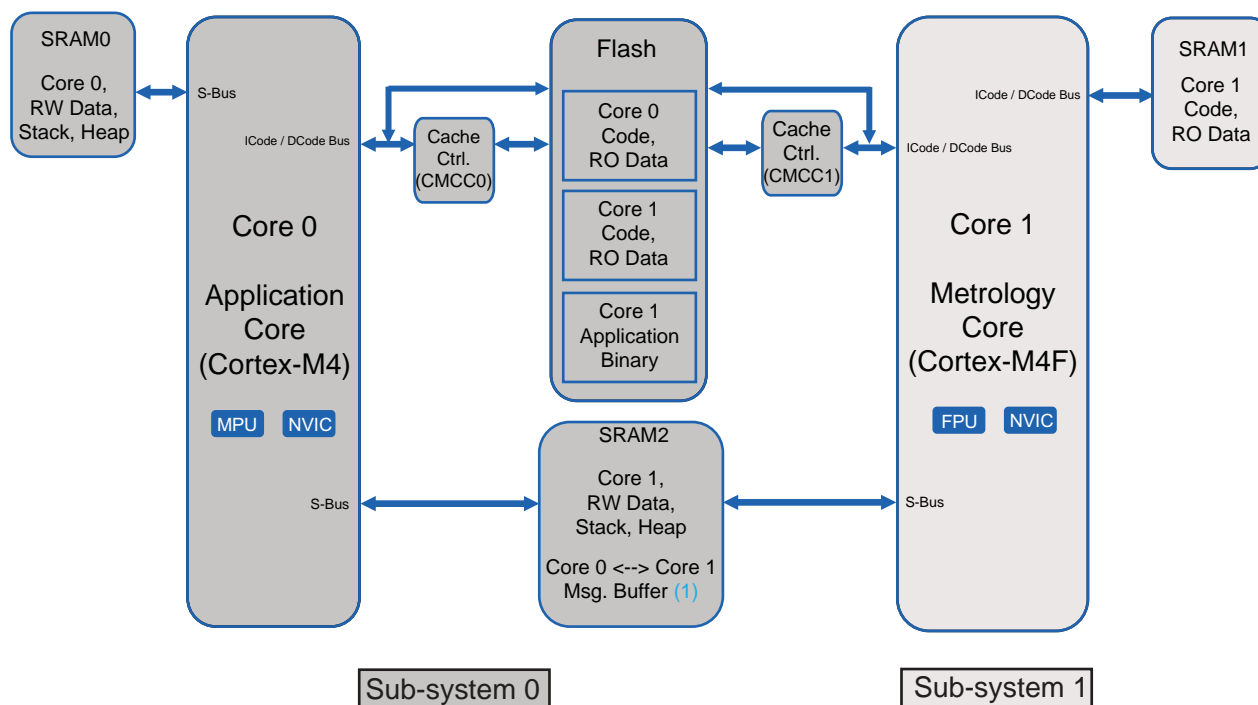 SRAM0
Core 0,
RW Data,
Stack, Heap
S-Bus
ICode / DCode Bus
Core 0
Application
Core
(Cortex-M4)
MPU
NVIC
S-Bus
Cache
Ctrl.
(CMCC0)
Flash
Core 0
Code,
RO Data
Core 1
Code,
RO Data
Core 1
Application
Binary
Cache
Ctrl.
(CMCC1)
SRAM2
Core 1,
RW Data,
Stack, Heap
Core 0 <--> Core 1
Msg. Buffer (1)
ICode / DCode Bus
ICode / DCode Bus
Core 1
Metrology
Core
(Cortex-M4F)
FPU
NVIC
S-Bus
SRAM1
Core 1
Code,
RO Data
Sub-system 0
Sub-system 1